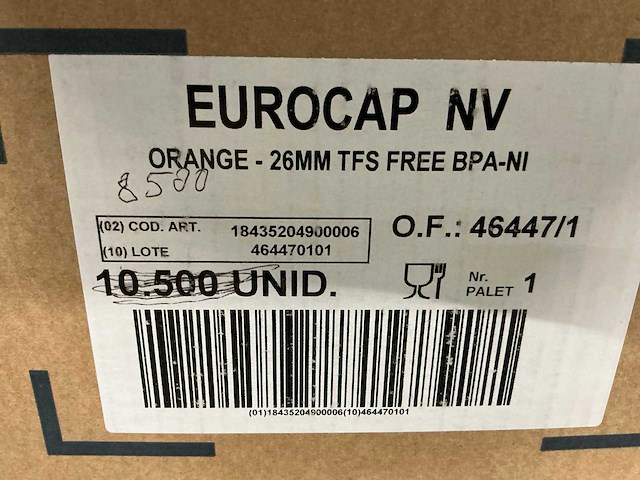 EUROCAP NV
ORANGE - 26MM TFS FREE BPA-NI
8500
(02) COD. ART. 18435204900006
(10) LOTE 464470101
O.F.: 46447/1
10.500 UNID.
Nr. PALET 1
(01)18435204900006(10)464470101